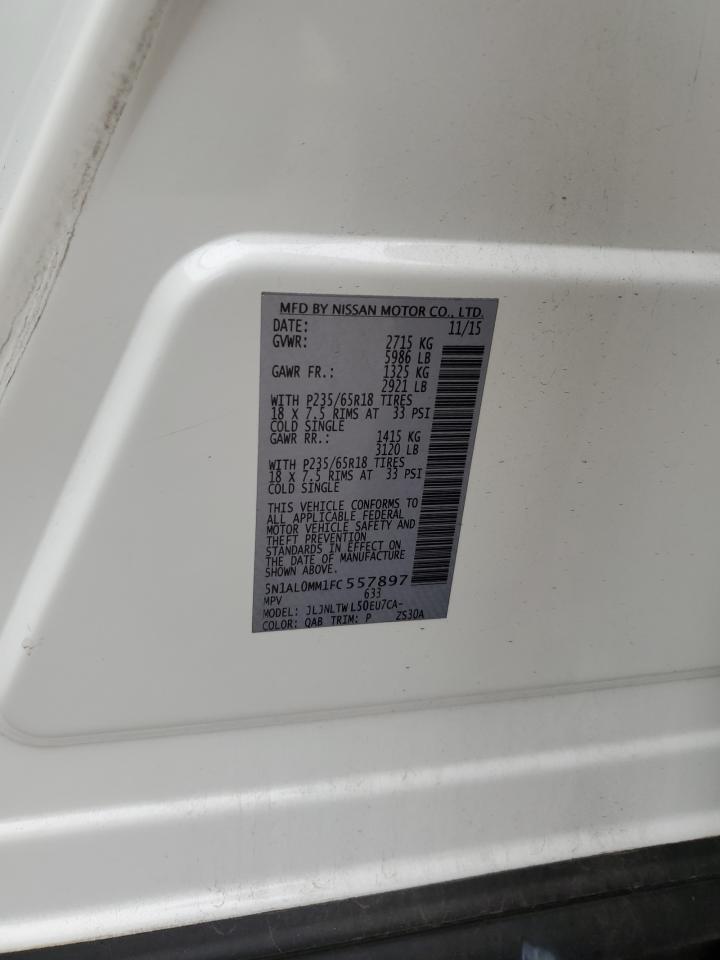 MFD BY NISSAN MOTOR CO., LTD.
DATE: 11/15
GVWR: 2715 KG
5986 LB
GAWR FR.: 1325 KG
2921 LB
WITH P235/65R18 TIRES
18 X 7.5 RIMS AT 33 PSI
COLD SINGLE
GAWR RR.: 1415 KG
3120 LB
WITH P235/65R18 TIRES
18 X 7.5 RIMS AT 33 PSI
COLD SINGLE
THIS VEHICLE CONFORMS TO
ALL APPLICABLE FEDERAL
MOTOR VEHICLE SAFETY AND
THEFT PREVENTION
STANDARDS IN EFFECT ON
THE DATE OF MANUFACTURE
SHOWN ABOVE.
5N1AL0MM1FC557897
MPV 633
MODEL: JLJNLTWL50EU7CA-
COLOR: QAB TRIM: P ZS30A